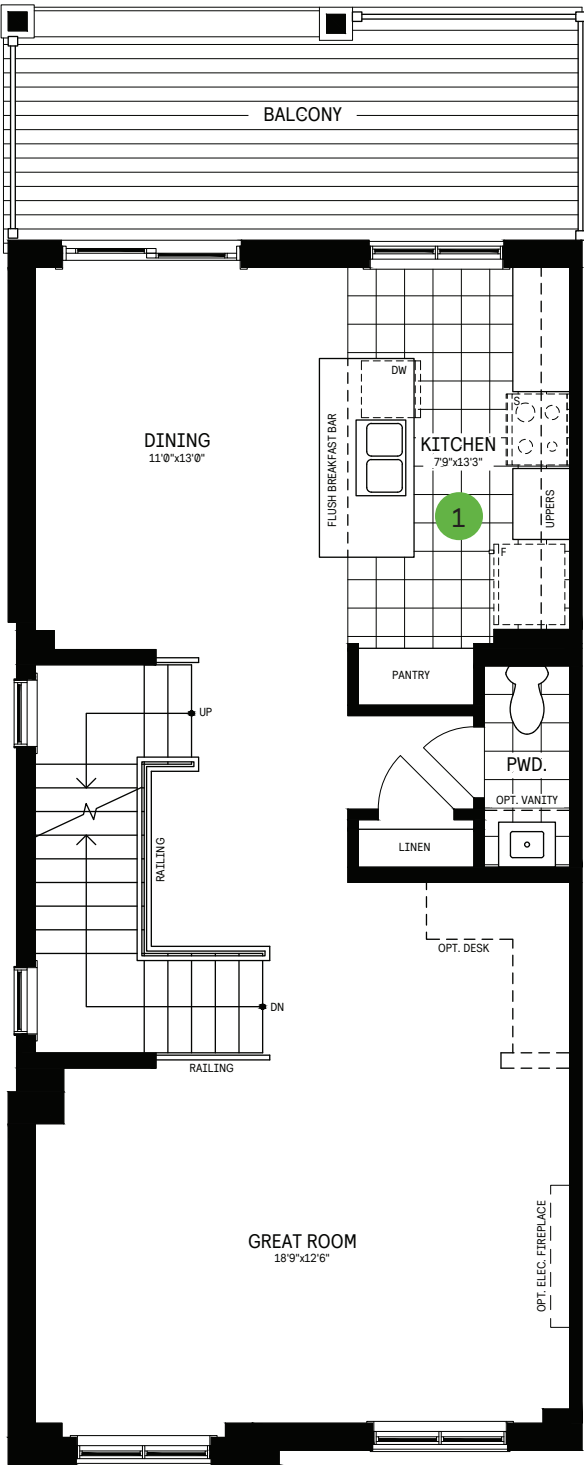 BALCONY
DW
S
DINING
11'0"x13'0"
FLUSH BREAKFAST BAR
KITCHEN
7'9"x13'3"
1
UPPERS
F
PANTRY
UP
PWD.
OPT. VANITY
LINEN
RAILING
OPT. DESK
DN
RAILING
GREAT ROOM
18'9"x12'6"
OPT. ELEC. FIREPLACE